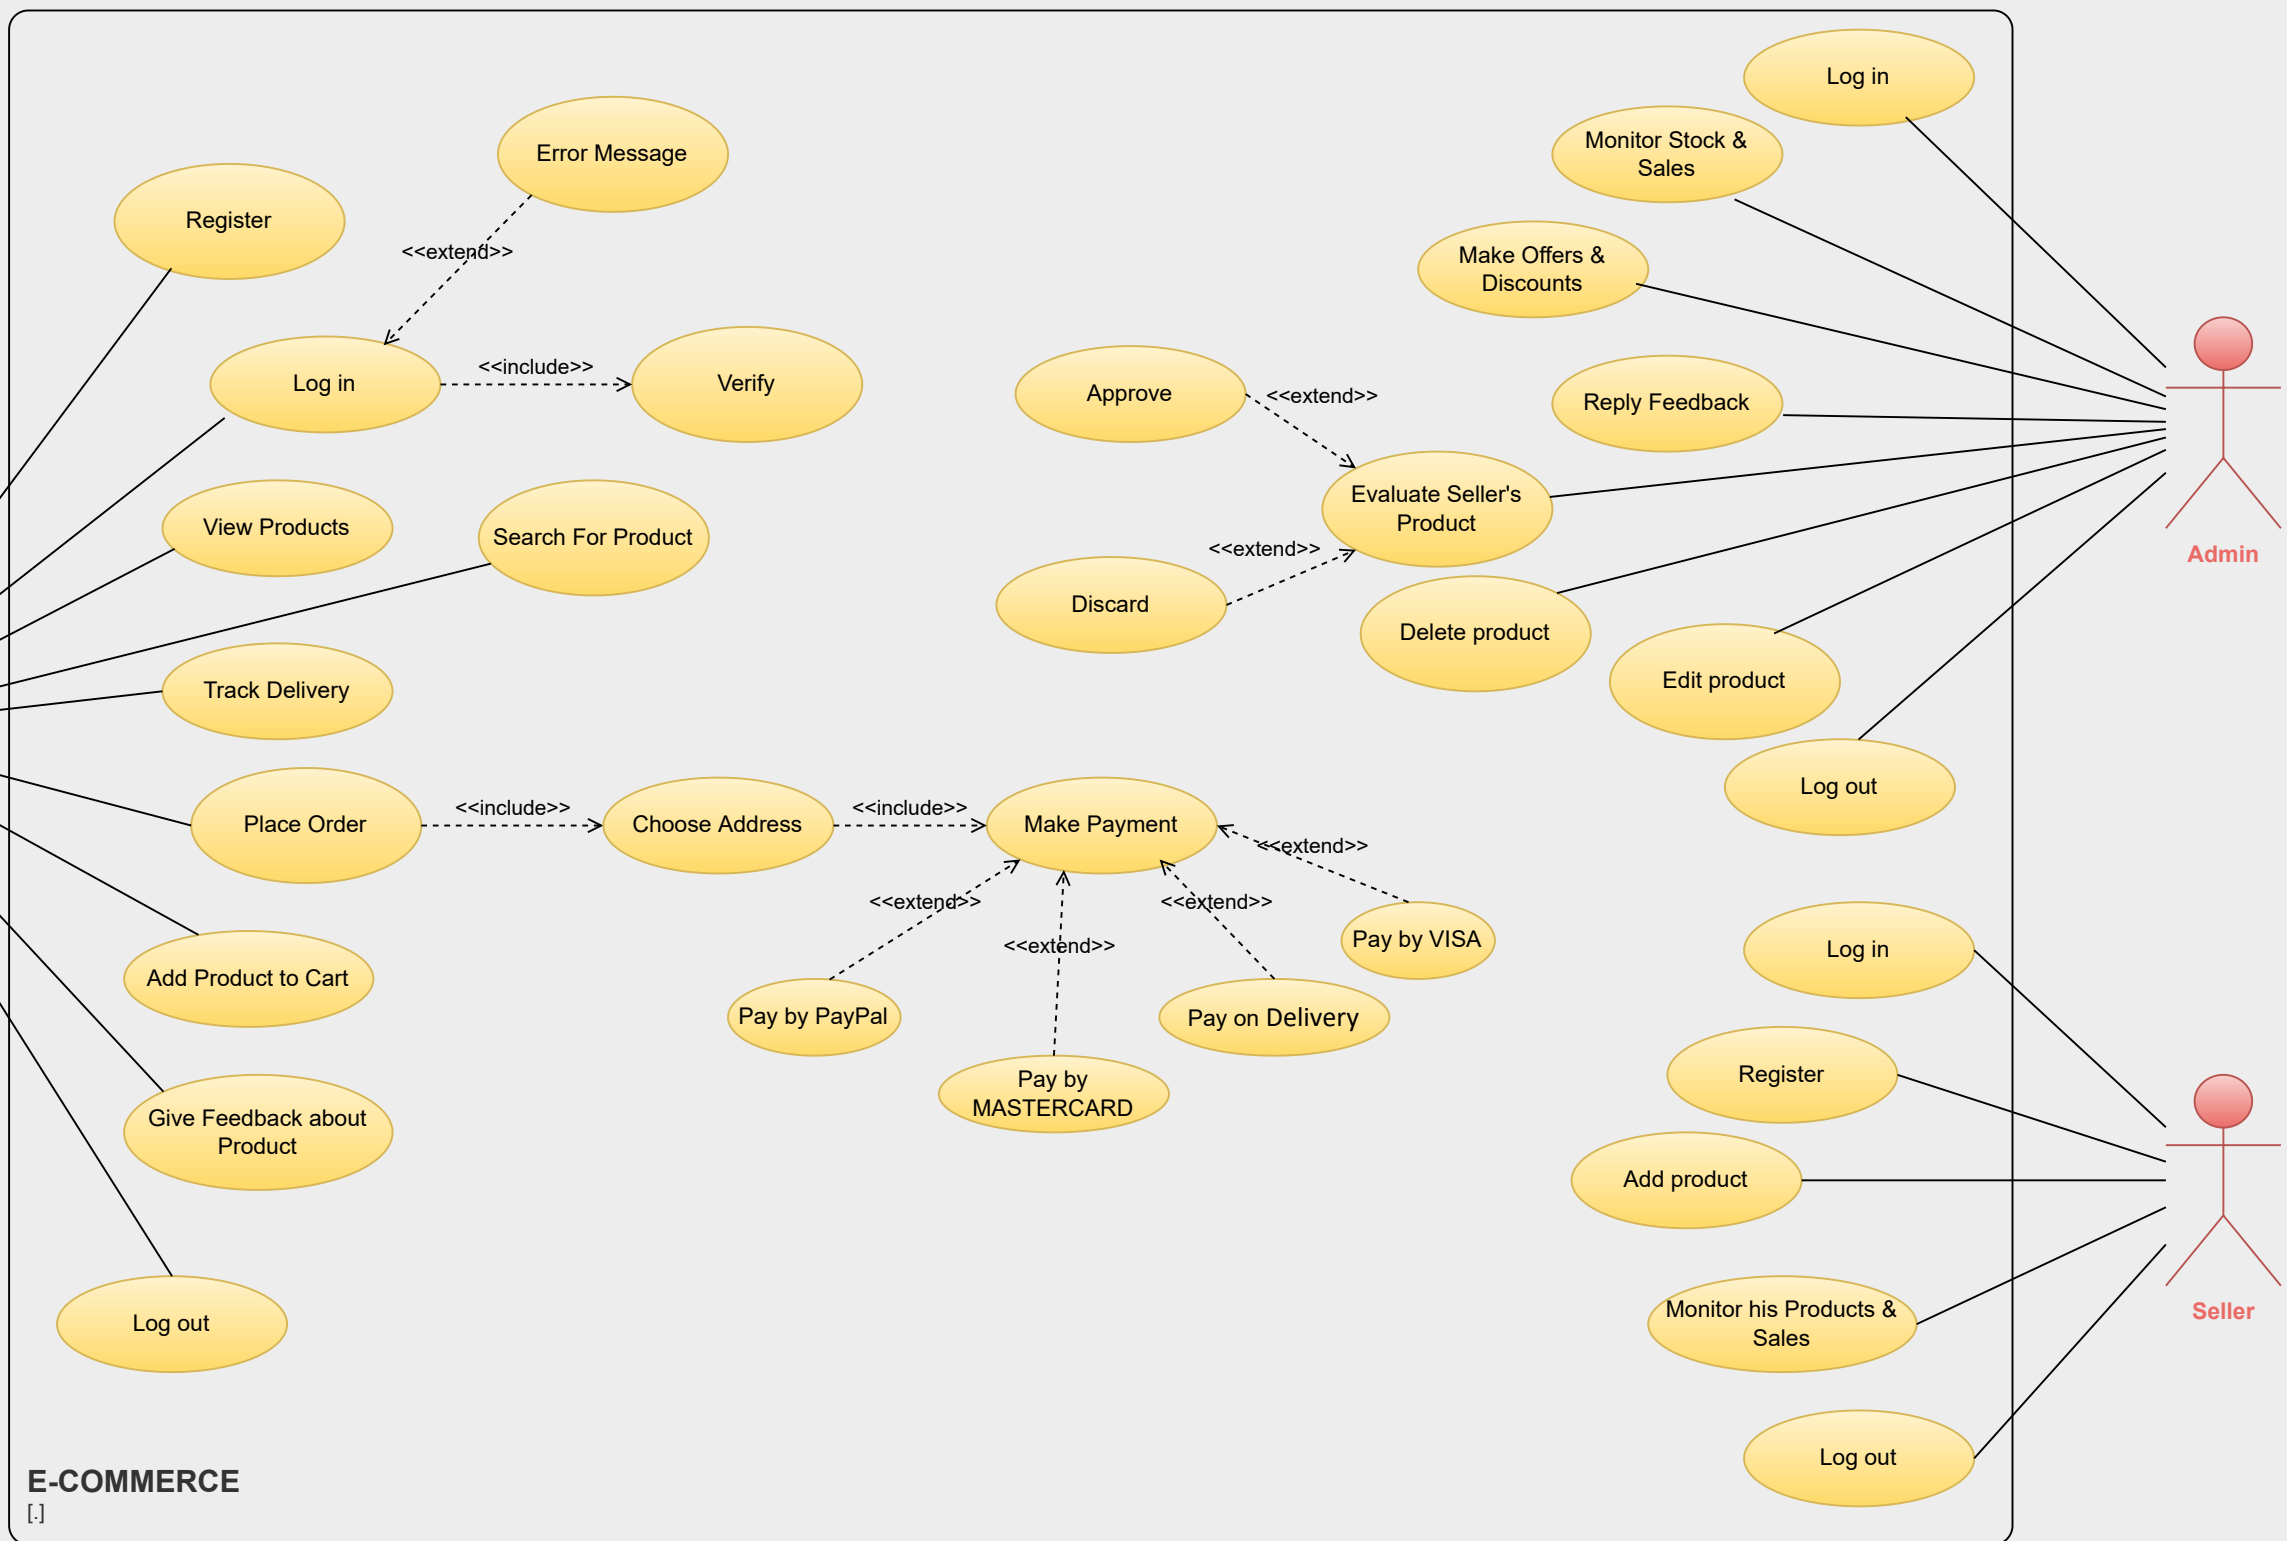 Log in
Monitor Stock &
Sales
Error Message
Register
<<extend>>
Make Offers &
Discounts
Log in
<<include>>
Verify
Approve
<<extend>>
Reply Feedback
View Products
Search For Product
Evaluate Seller's
Product
<<extend>>
Admin
Discard
Delete product
Track Delivery
Edit product
Log out
Place Order
<<include>>
Choose Address
<<include>>
Make Payment
<<extend>>
<<extend>>
<<extend>>
<<extend>>
Pay by VISA
Log in
Add Product to Cart
Pay by PayPal
Pay on Delivery
Pay by
MASTERCARD
Register
Give Feedback about
Product
Add product
Log out
Monitor his Products &
Sales
Seller
Log out
E-COMMERCE
[.]